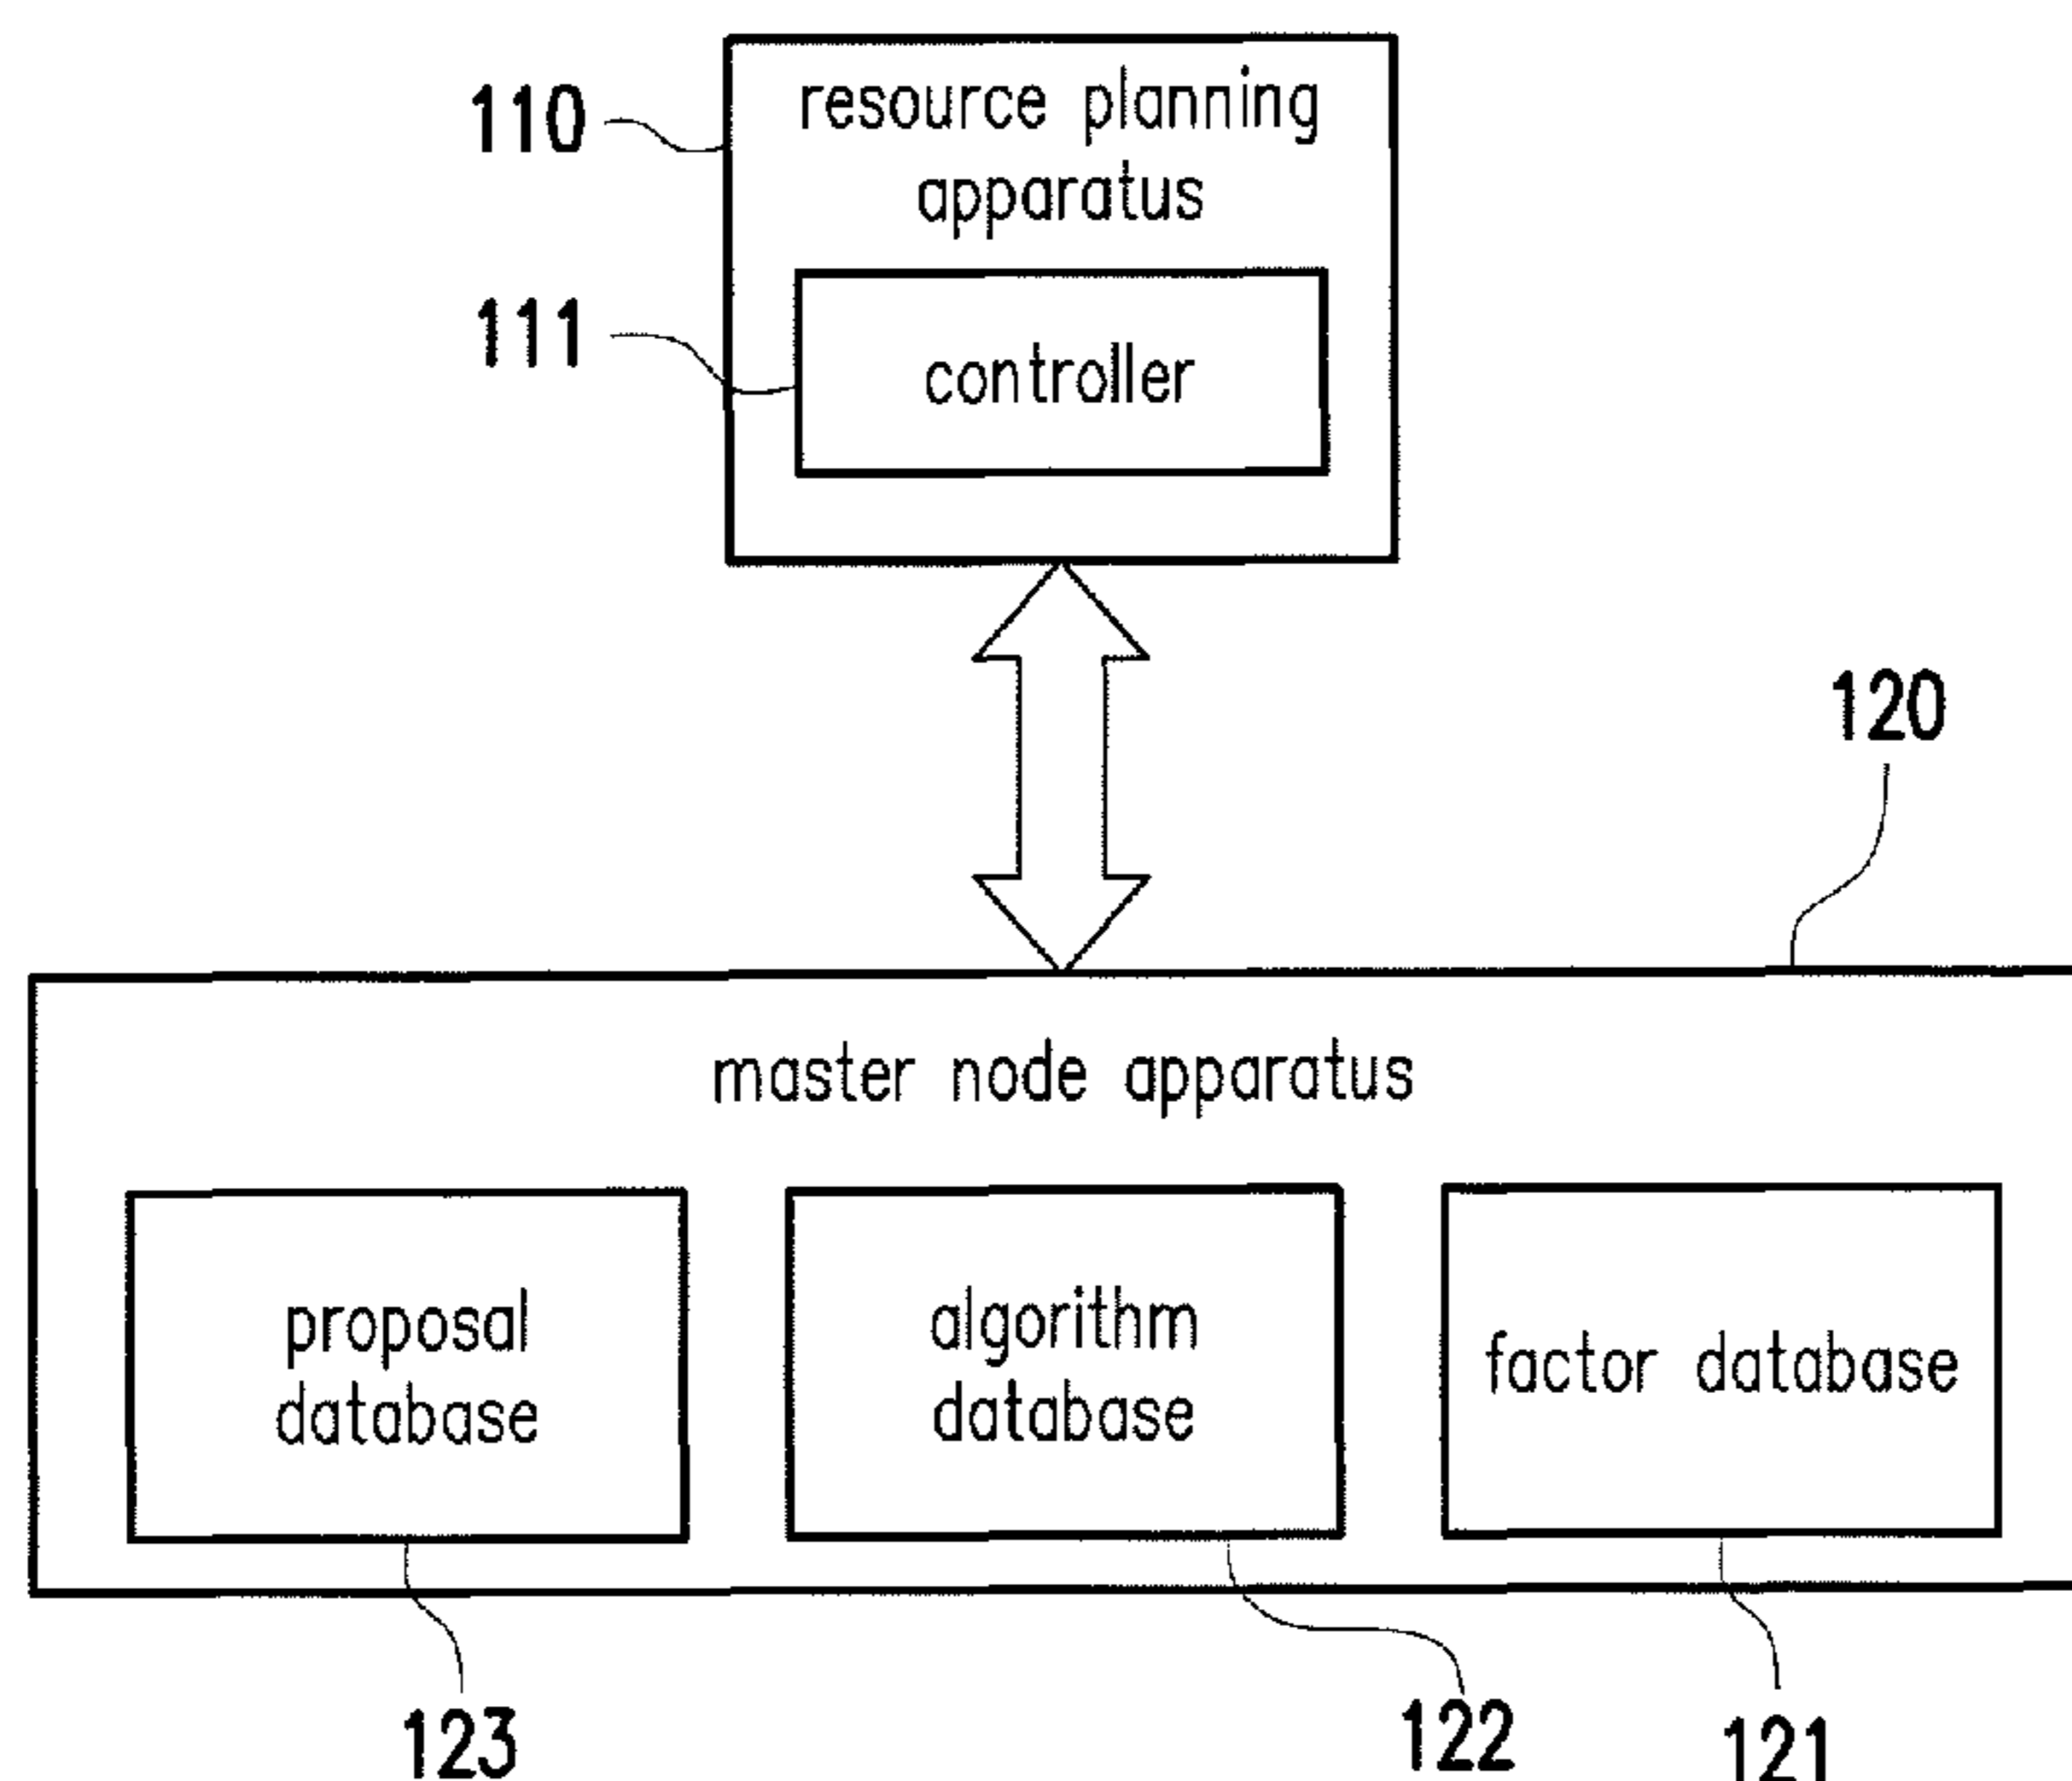 110
resource planning
apparatus
111
controller
120
master node apparatus
proposal
database
algorithm
database
factor database
123
122
121